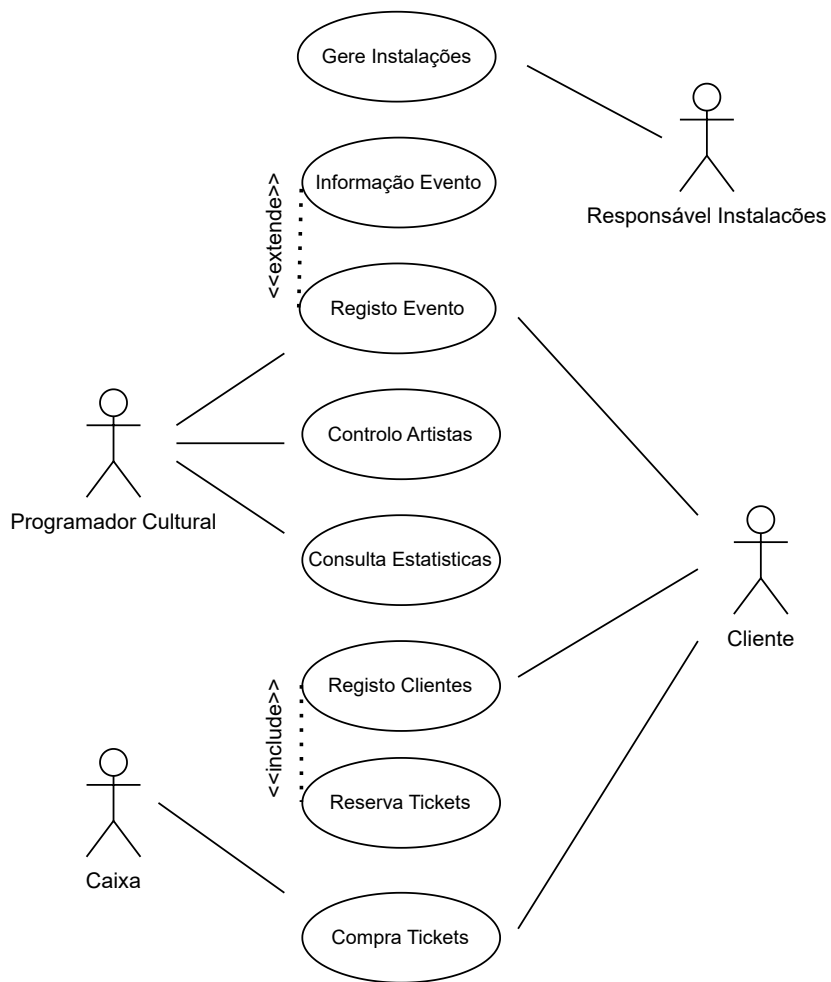 Gere Instalações
Responsável Instalacões
Informação Evento
<<extende>>
Registo Evento
Controlo Artistas
Programador Cultural
Consulta Estatisticas
Cliente
Registo Clientes
<<include>>
Reserva Tickets
Caixa
Compra Tickets